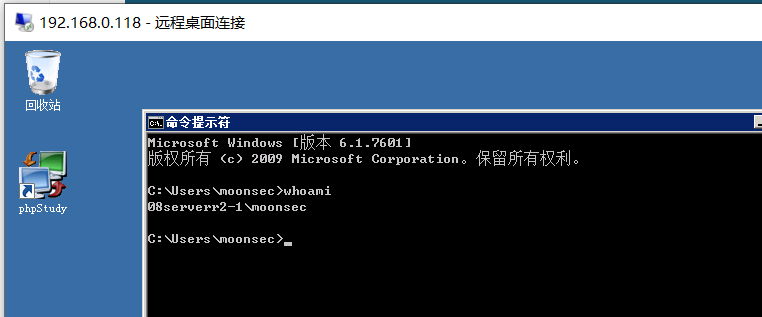 192.168.0.118 - 远程桌面连接
回收站
phpStudy
命令提示符
Microsoft Windows [版本 6.1.7601]
版权所有 (c) 2009 Microsoft Corporation。保留所有权利。
C:\Users\moonsec>whoami
08serverr2-1\moonsec
C:\Users\moonsec>